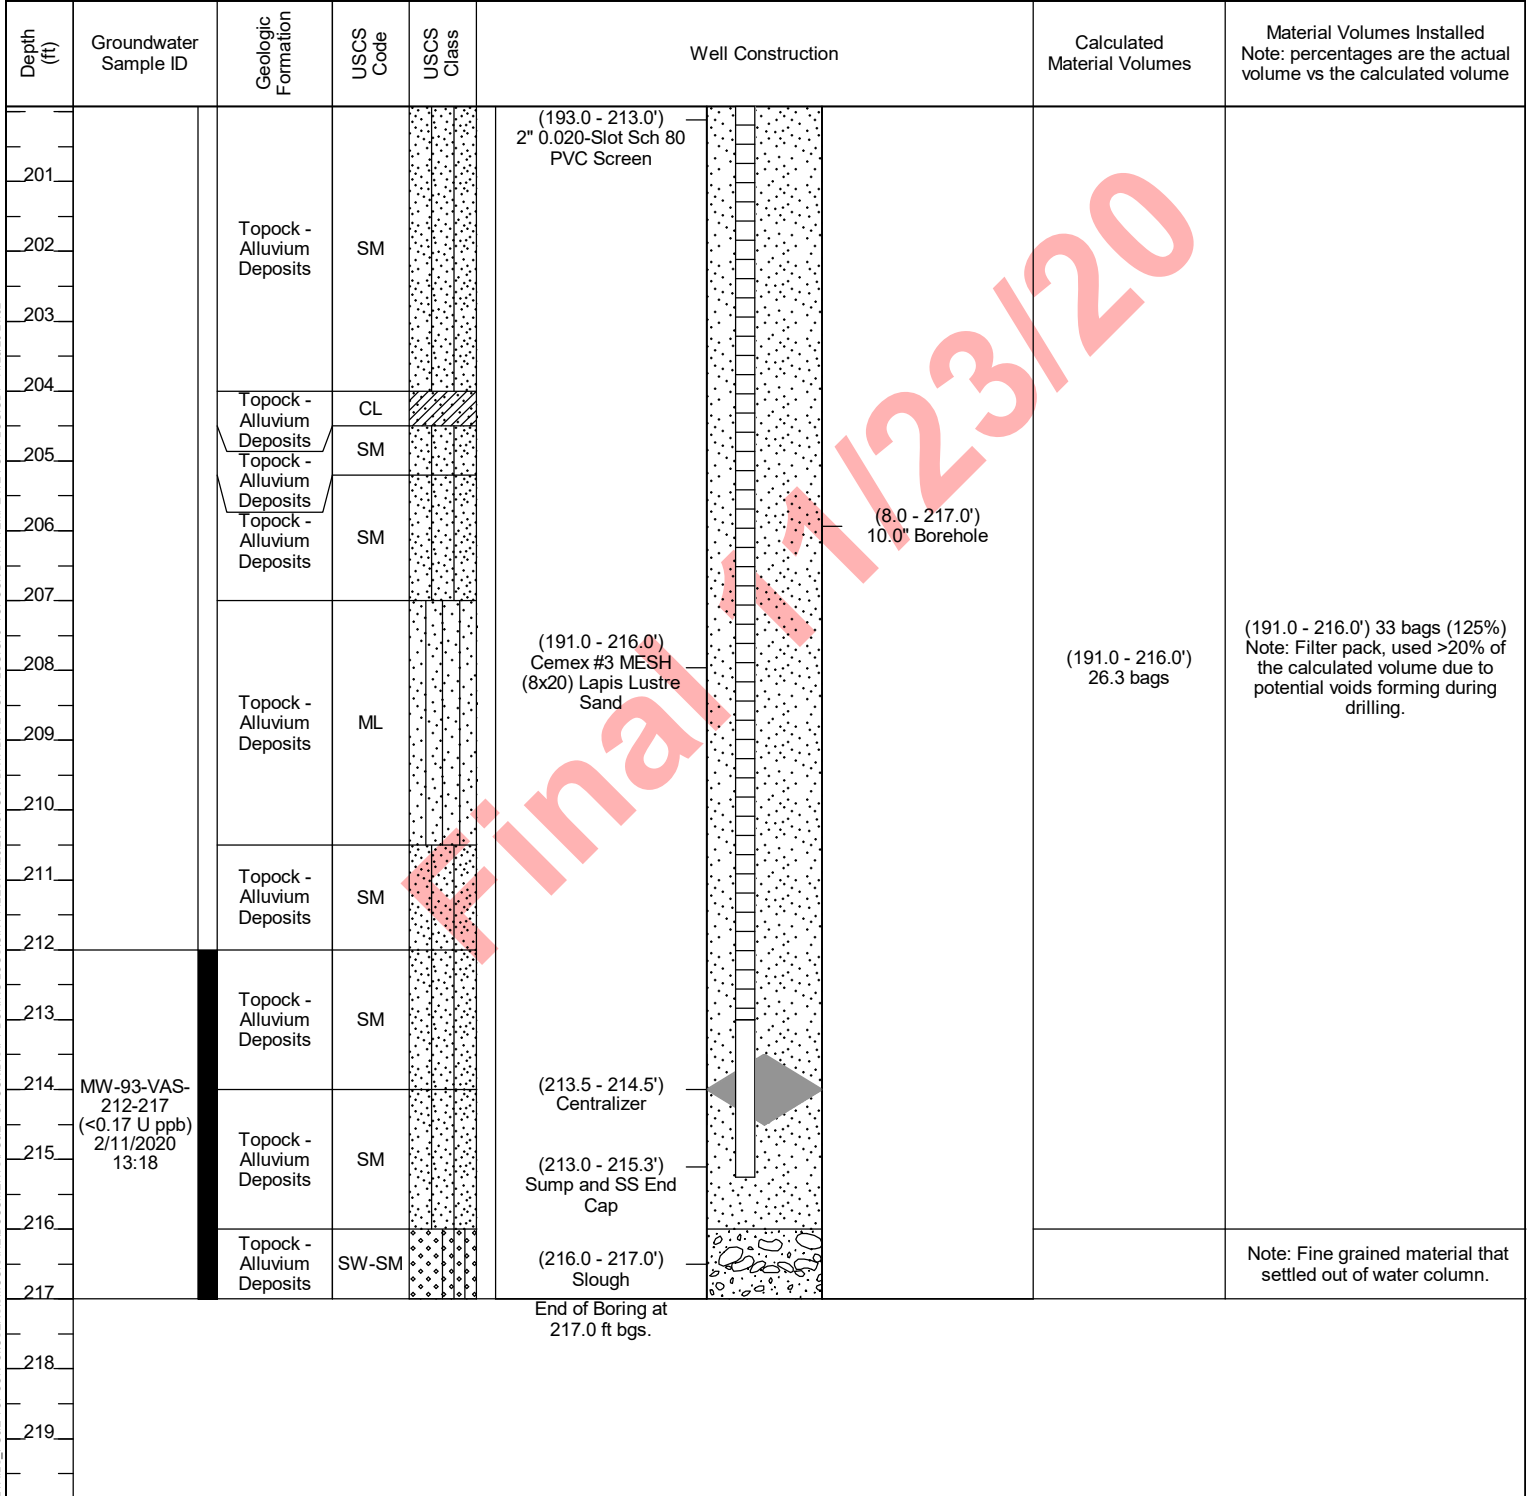 Depth
(ft)
Groundwater
Sample ID
Geologic
Formation
USCS
Code
USCS
Class
Well Construction
Calculated
Material Volumes
Material Volumes Installed
Note: percentages are the actual
volume vs the calculated volume
201
202
203
204
205
206
207
208
209
210
211
212
213
214
215
216
217
218
219
MW-93-VAS-
212-217
(<0.17 U ppb)
2/11/2020
13:18
Topock -
Alluvium
Deposits
SM
Topock -
Alluvium
Deposits
CL
Topock -
Alluvium
Deposits
SM
Topock -
Alluvium
Deposits
SM
Topock -
Alluvium
Deposits
ML
Topock -
Alluvium
Deposits
SM
Topock -
Alluvium
Deposits
SM
Topock -
Alluvium
Deposits
SM
Topock -
Alluvium
Deposits
SW-SM
(193.0 - 213.0')
2" 0.020-Slot Sch 80
PVC Screen
(8.0 - 217.0')
10.0" Borehole
(191.0 - 216.0')
Cemex #3 MESH
(8x20) Lapis Lustre
Sand
(213.5 - 214.5')
Centralizer
(213.0 - 215.3')
Sump and SS End
Cap
(216.0 - 217.0')
Slough
End of Boring at
217.0 ft bgs.
(191.0 - 216.0')
26.3 bags
(191.0 - 216.0') 33 bags (125%)
Note: Filter pack, used >20% of
the calculated volume due to
potential voids forming during
drilling.
Note: Fine grained material that
settled out of water column.
Final 11/23/20